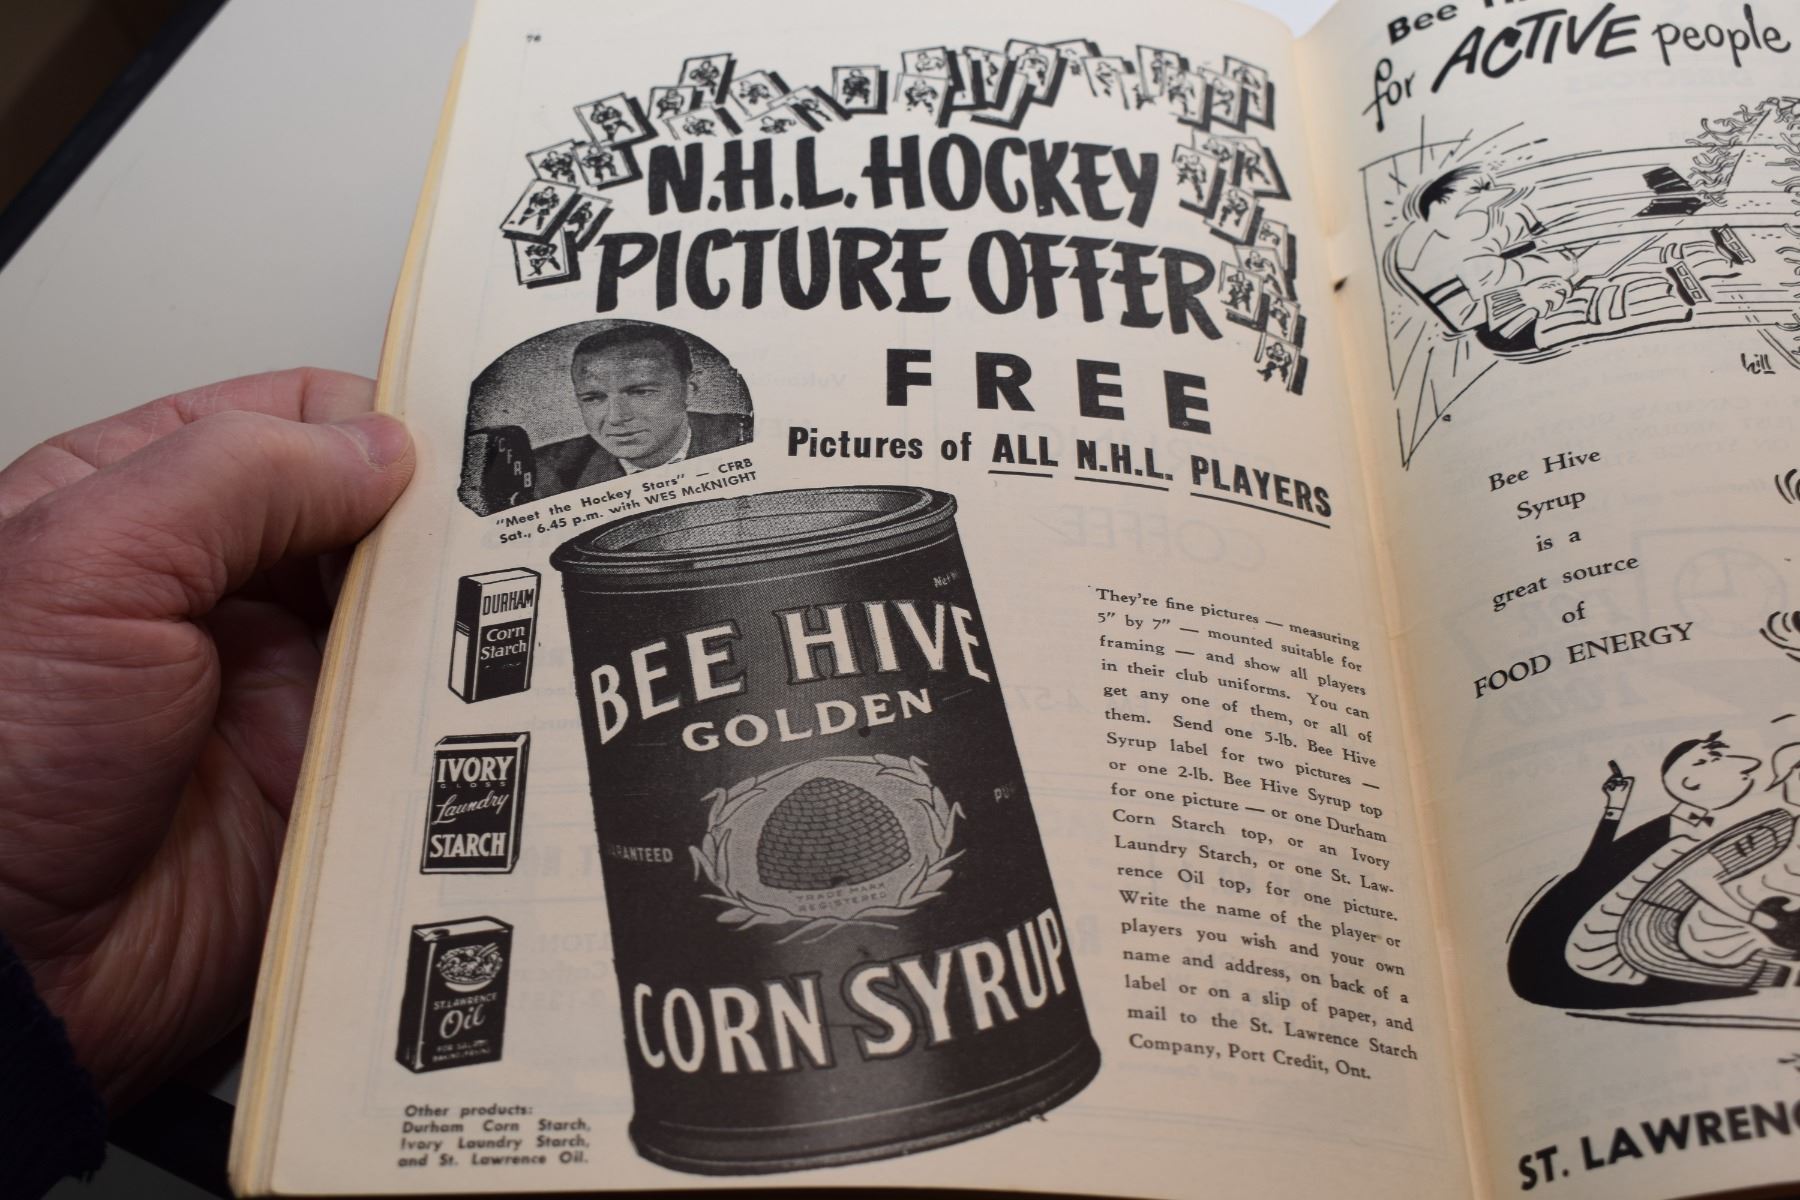 76
N.H.L. HOCKEY
PICTURE OFFER
FREE
Pictures of ALL N.H.L. PLAYERS
CFRB
"Meet the Hockey Stars" — CFRB
Sat., 6.45 p.m. with WES McKNIGHT
DURHAM
Corn
Starch
IVORY
GLOSS
Laundry
STARCH
ST. LAWRENCE
Oil
Other products:
Durham Corn Starch,
Ivory Laundry Starch,
and St. Lawrence Oil.
BEE HIVE
GOLDEN
TRADE MARK
REGISTERED
CORN SYRUP
They're fine pictures — measuring
5" by 7" — mounted suitable for
framing — and show all players
in their club uniforms. You can
get any one of them, or all of
them. Send one 5-lb. Bee Hive
Syrup label for two pictures —
or one 2-lb. Bee Hive Syrup top
for one picture — or one Durham
Corn Starch top, or an Ivory
Laundry Starch, or one St. Law-
rence Oil top, for one picture.
Write the name of the player or
players you wish and your own
name and address, on back of a
label or on a slip of paper, and
mail to the St. Lawrence Starch
Company, Port Credit, Ont.
Bee
for ACTIVE people
hill
Bee Hive
Syrup
is a
great source
of
FOOD ENERGY
ST. LAWRENC